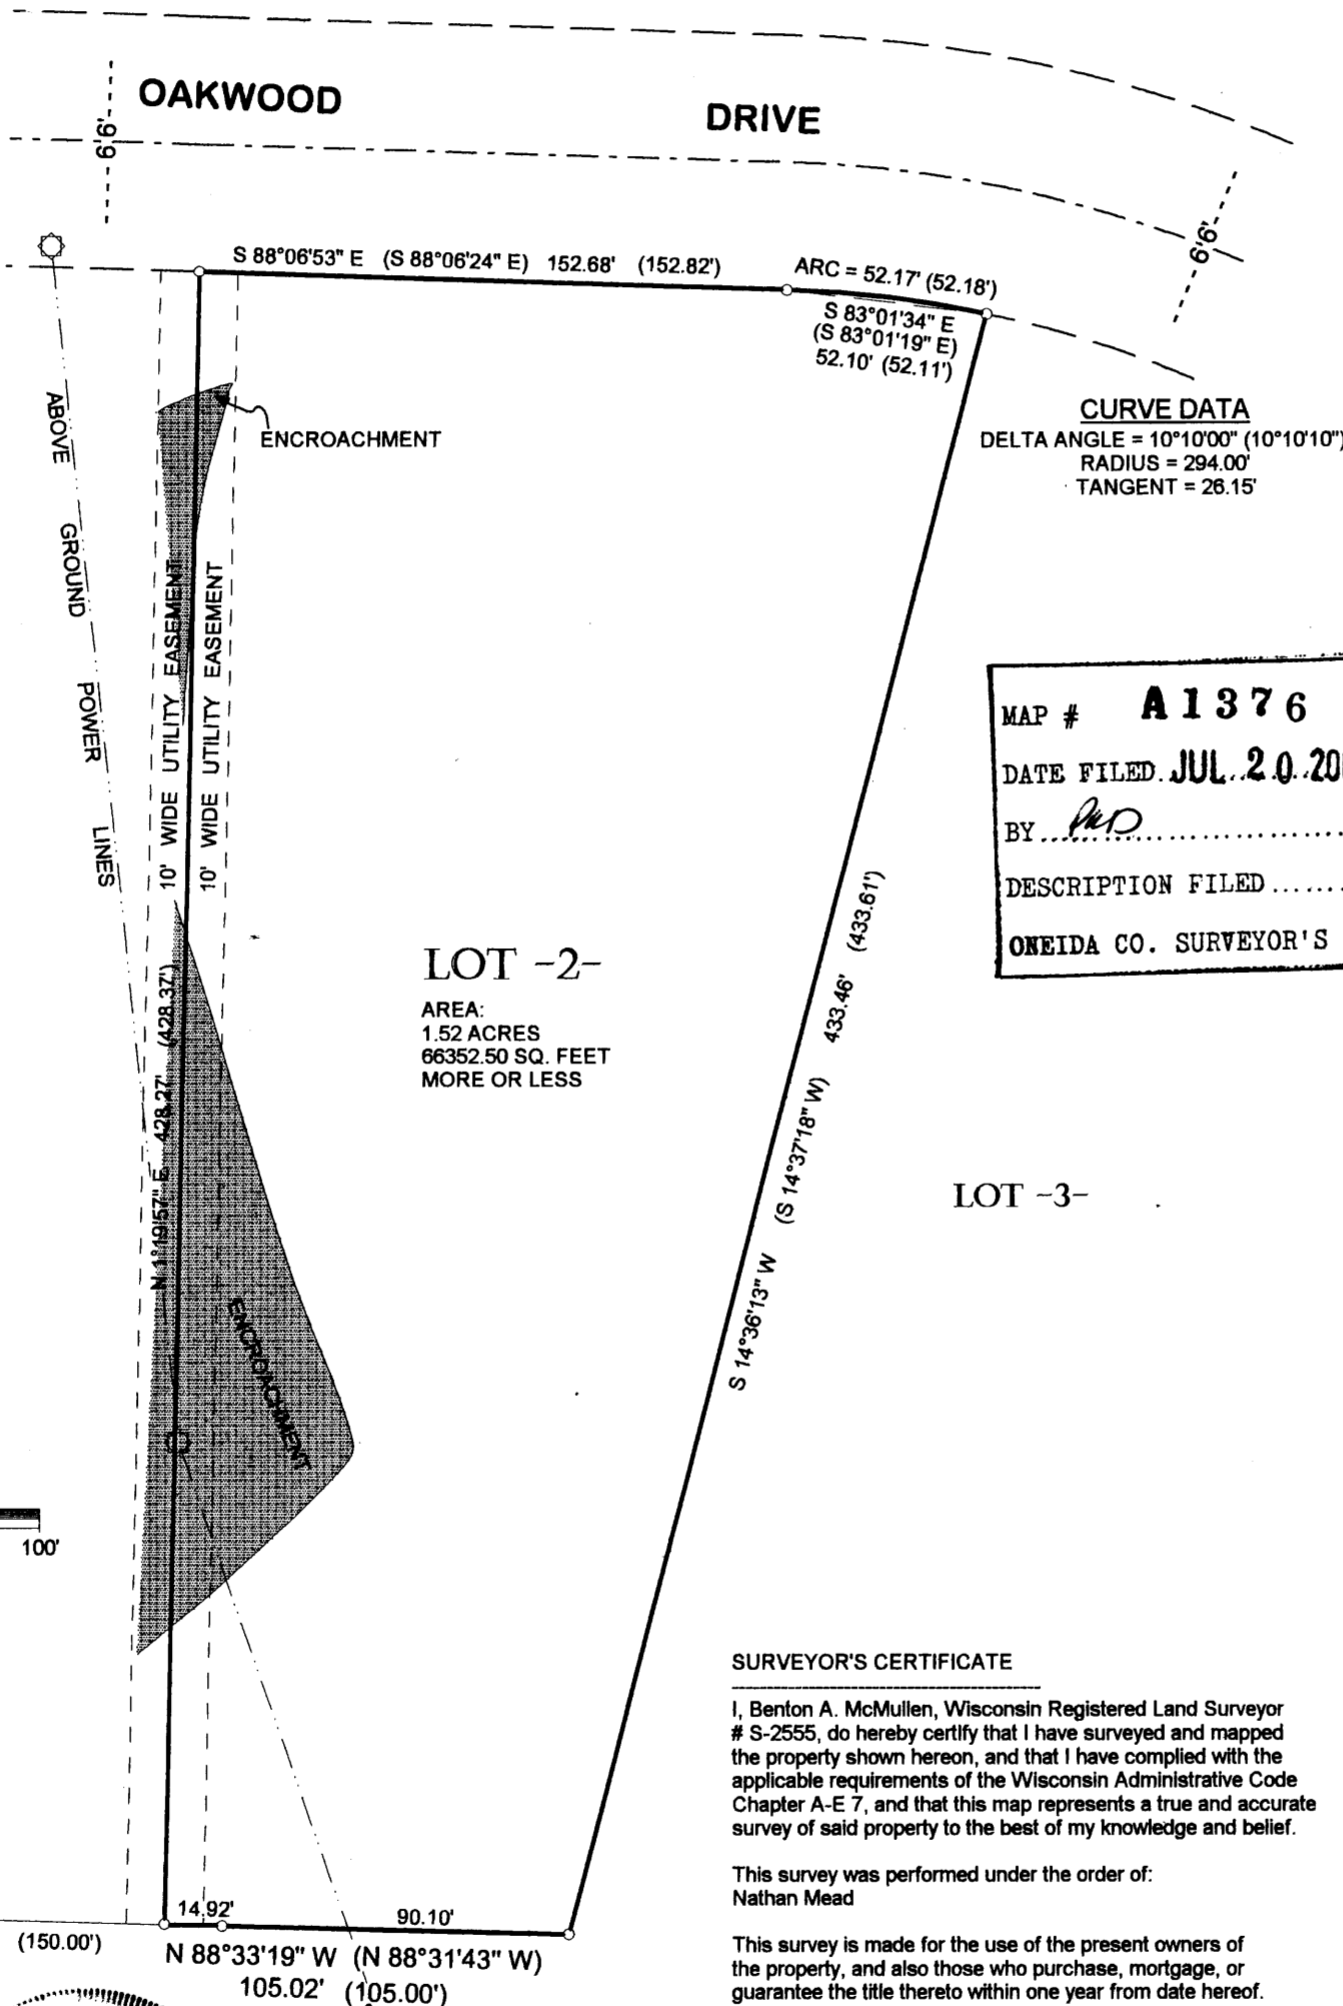 OAKWOOD DRIVE
66'
66'
S 88°06'53" E (S 88°06'24" E) 152.68' (152.82')
ARC = 52.17' (52.18')
S 83°01'34" E
(S 83°01'19" E)
52.10' (52.11')
ENCROACHMENT
CURVE DATA
DELTA ANGLE = 10°10'00" (10°10'10")
RADIUS = 294.00'
TANGENT = 26.15'
ABOVE GROUND POWER LINES
10' WIDE UTILITY EASEMENT
10' WIDE UTILITY EASEMENT
MAP # A1376
DATE FILED. JUL. 20. 20
BY
DESCRIPTION FILED
ONEIDA CO. SURVEYOR'S
LOT -2-
AREA:
1.52 ACRES
66352.50 SQ. FEET
MORE OR LESS
N 1°19'57" E 428.27' (428.37')
S 14°36'13" W (S 14°37'18" W) 433.46' (433.61')
LOT -3-
ENCROACHMENT
100'
SURVEYOR'S CERTIFICATE
I, Benton A. McMullen, Wisconsin Registered Land Surveyor
# S-2555, do hereby certify that I have surveyed and mapped
the property shown hereon, and that I have complied with the
applicable requirements of the Wisconsin Administrative Code
Chapter A-E 7, and that this map represents a true and accurate
survey of said property to the best of my knowledge and belief.
This survey was performed under the order of:
Nathan Mead
This survey is made for the use of the present owners of
the property, and also those who purchase, mortgage, or
guarantee the title thereto within one year from date hereof.
14.92'
90.10'
(150.00')
N 88°33'19" W (N 88°31'43" W)
105.02' (105.00')